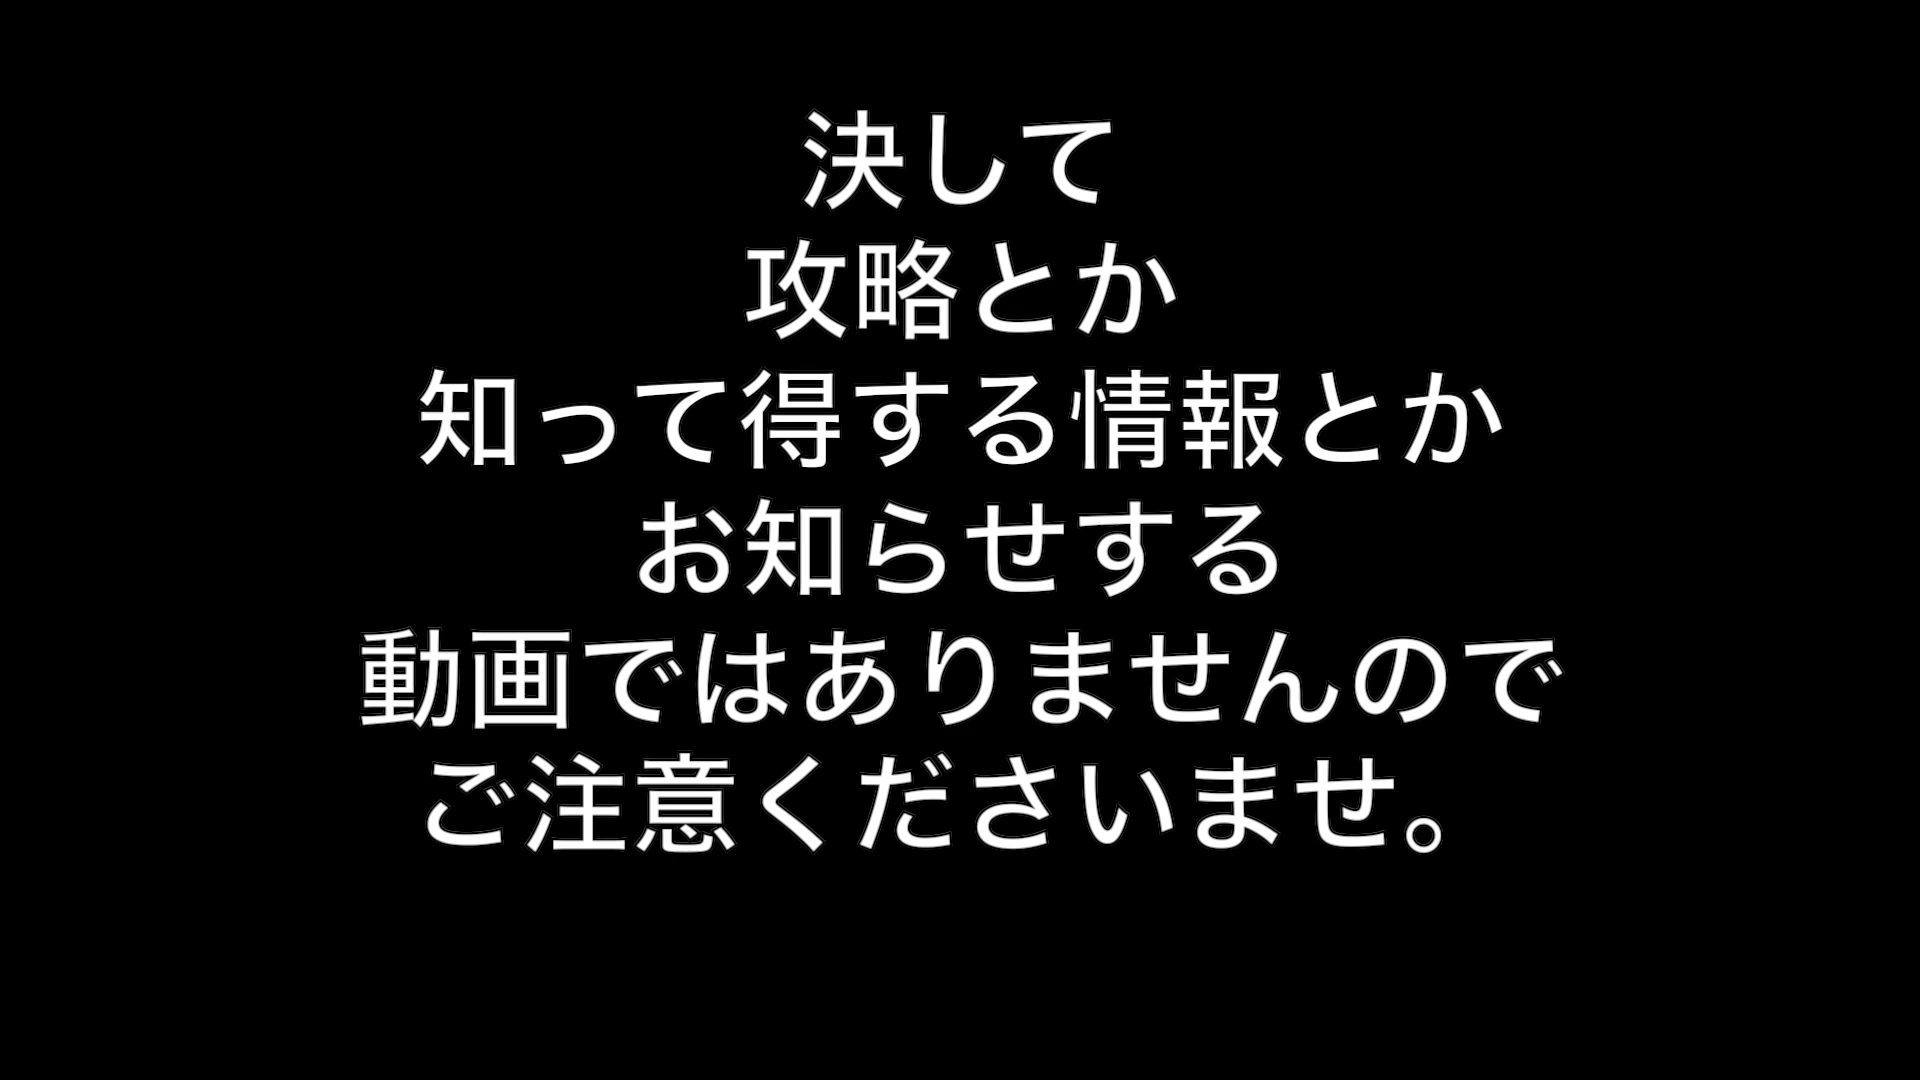 決して
攻略とか
知って得する情報とか
お知らせする
動画ではありませんので
ご注意くださいませ。